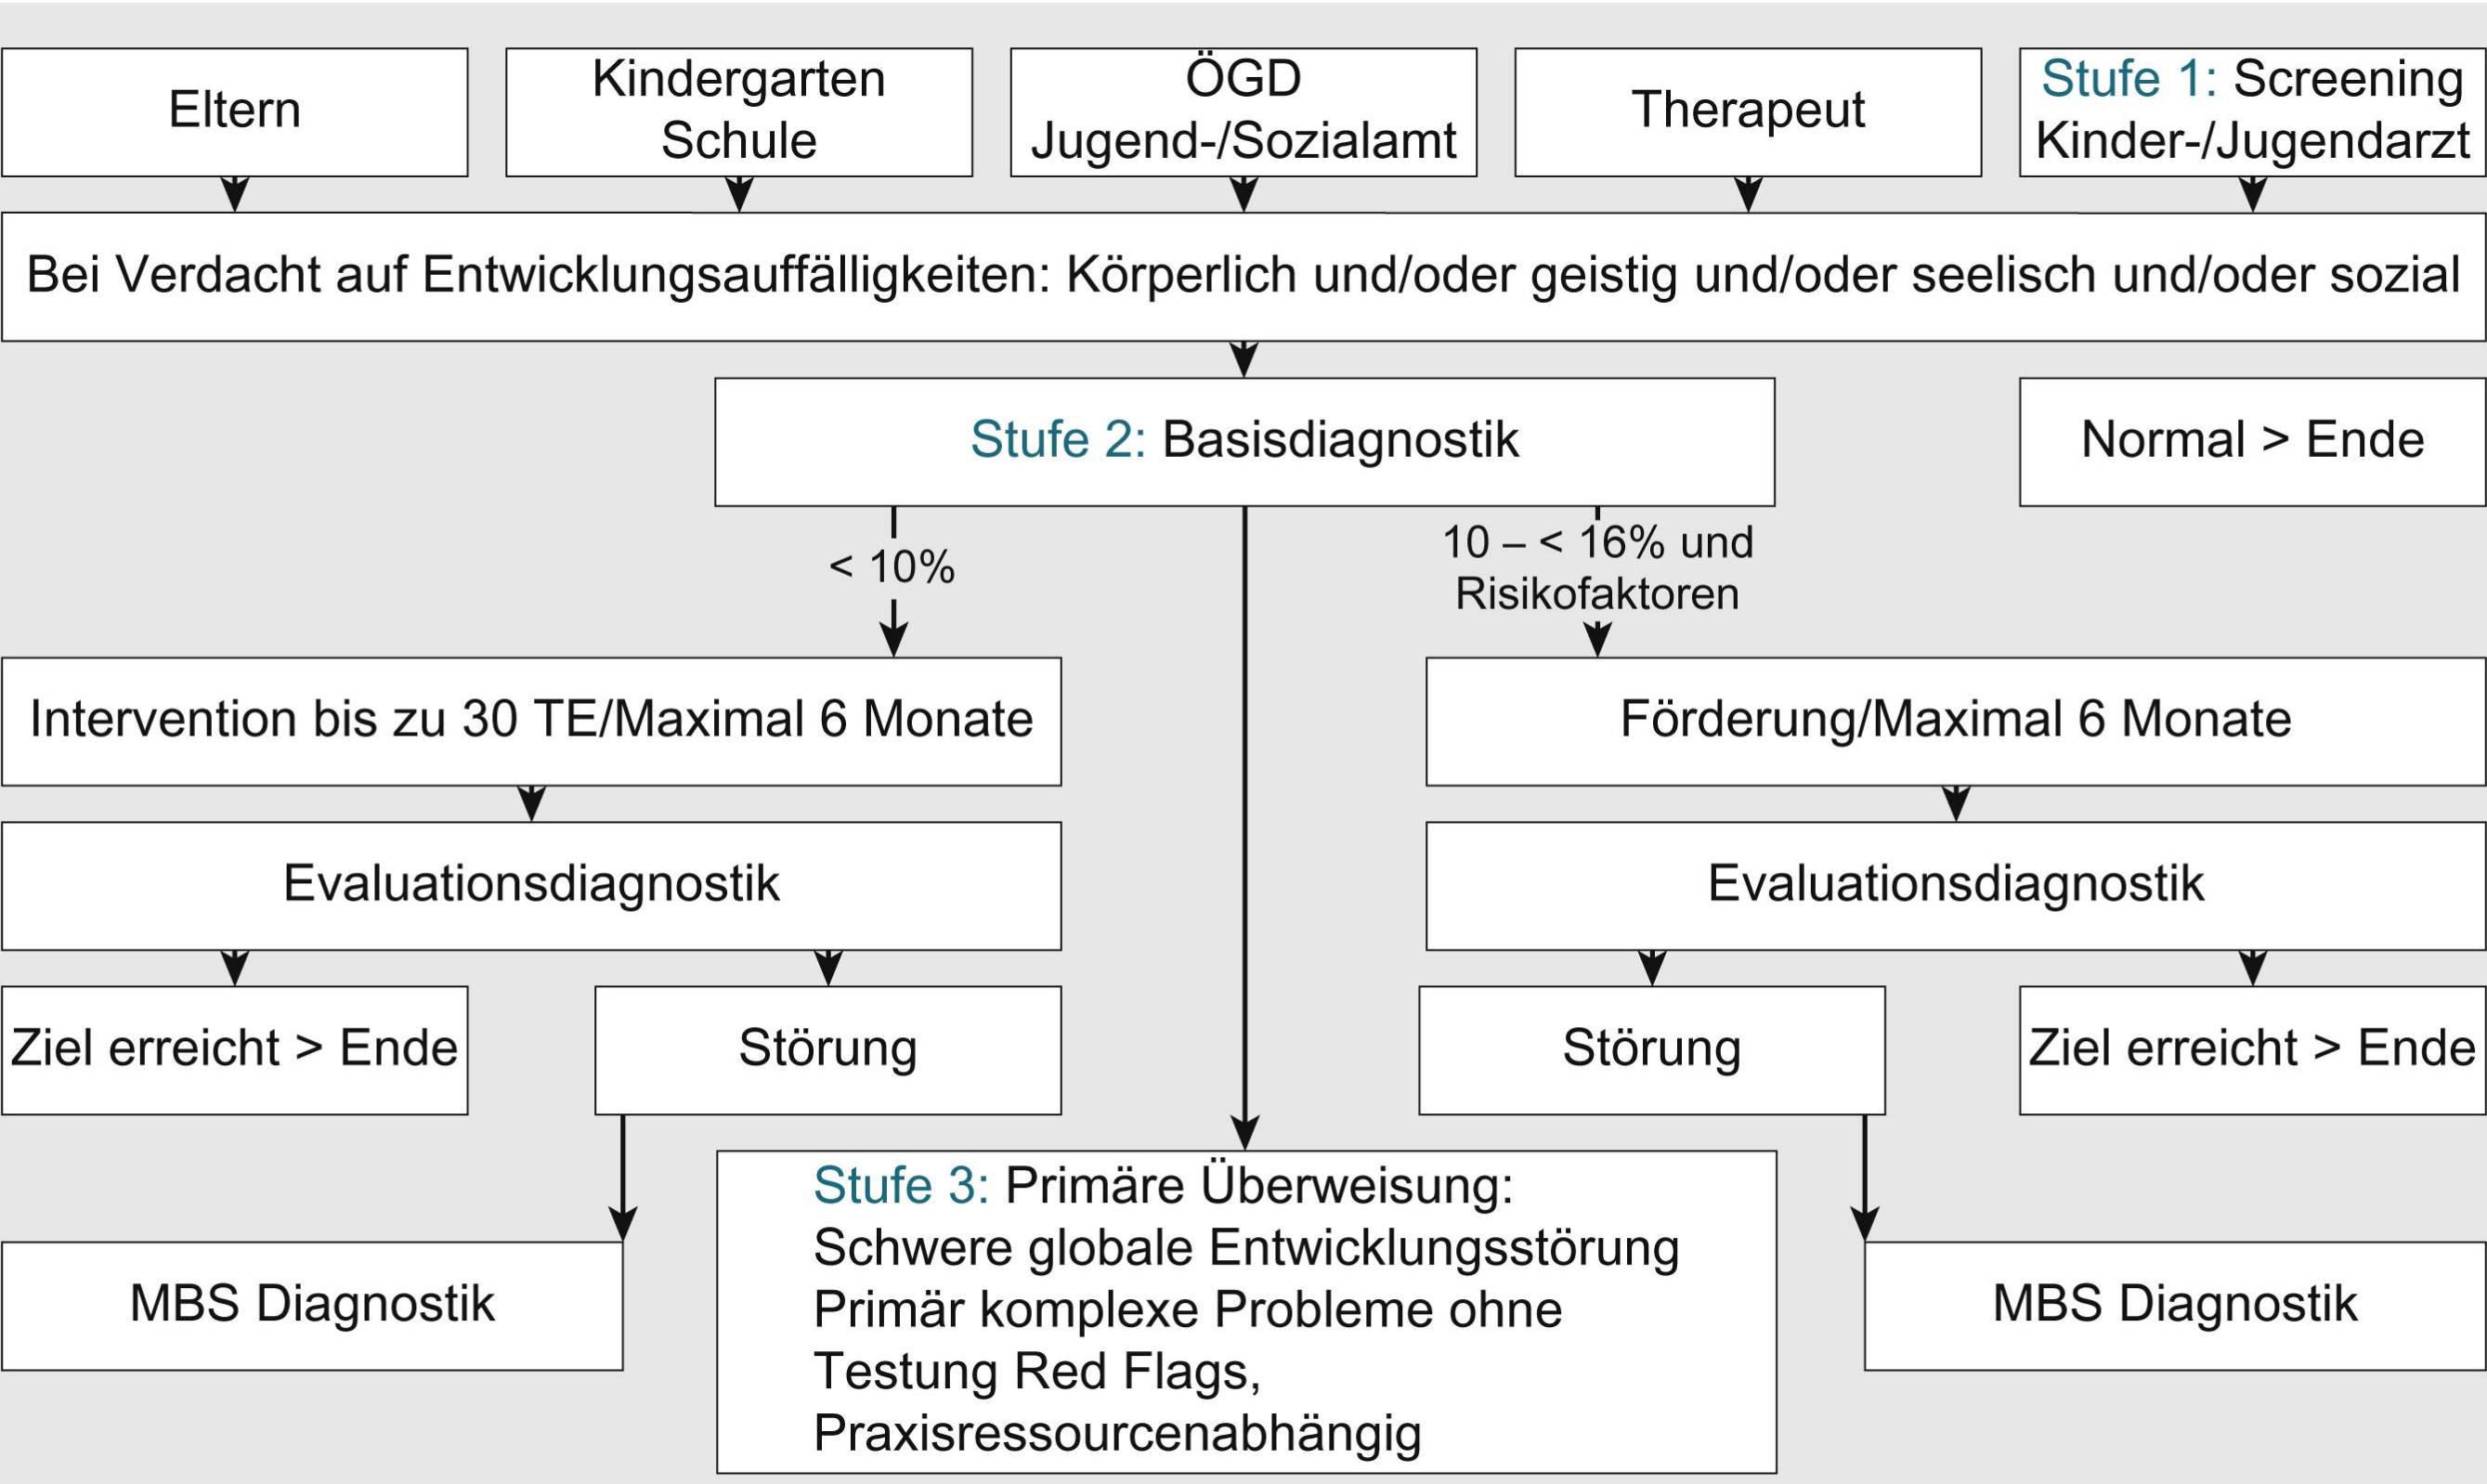 Eltern
Kindergarten
Schule
ÖGD
Jugend-/Sozialamt
Therapeut
Stufe 1: Screening
Kinder-/Jugendarzt
Bei Verdacht auf Entwicklungsauffälligkeiten: Körperlich und/oder geistig und/oder seelisch und/oder sozial
Stufe 2: Basisdiagnostik
Normal > Ende
< 10%
10 – < 16% und
Risikofaktoren
Intervention bis zu 30 TE/Maximal 6 Monate
Förderung/Maximal 6 Monate
Evaluationsdiagnostik
Evaluationsdiagnostik
Ziel erreicht > Ende
Störung
Störung
Ziel erreicht > Ende
MBS Diagnostik
Stufe 3: Primäre Überweisung:
Schwere globale Entwicklungsstörung
Primär komplexe Probleme ohne
Testung Red Flags,
Praxisressourcenabhängig
MBS Diagnostik